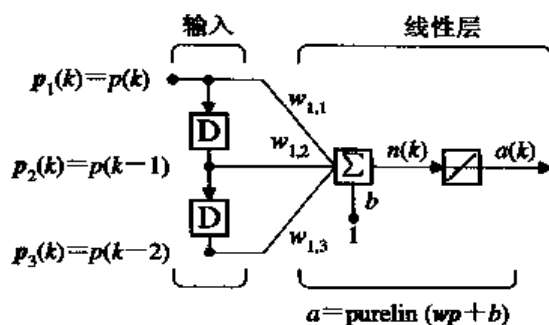 输入
线性层
p₁(k)=p(k)
w₁,₁
D
w₁,₂
p₂(k)=p(k−1)
Σ
n(k)
a(k)
b
D
1
w₁,₃
p₃(k)=p(k−2)
a=purelin (wp+b)